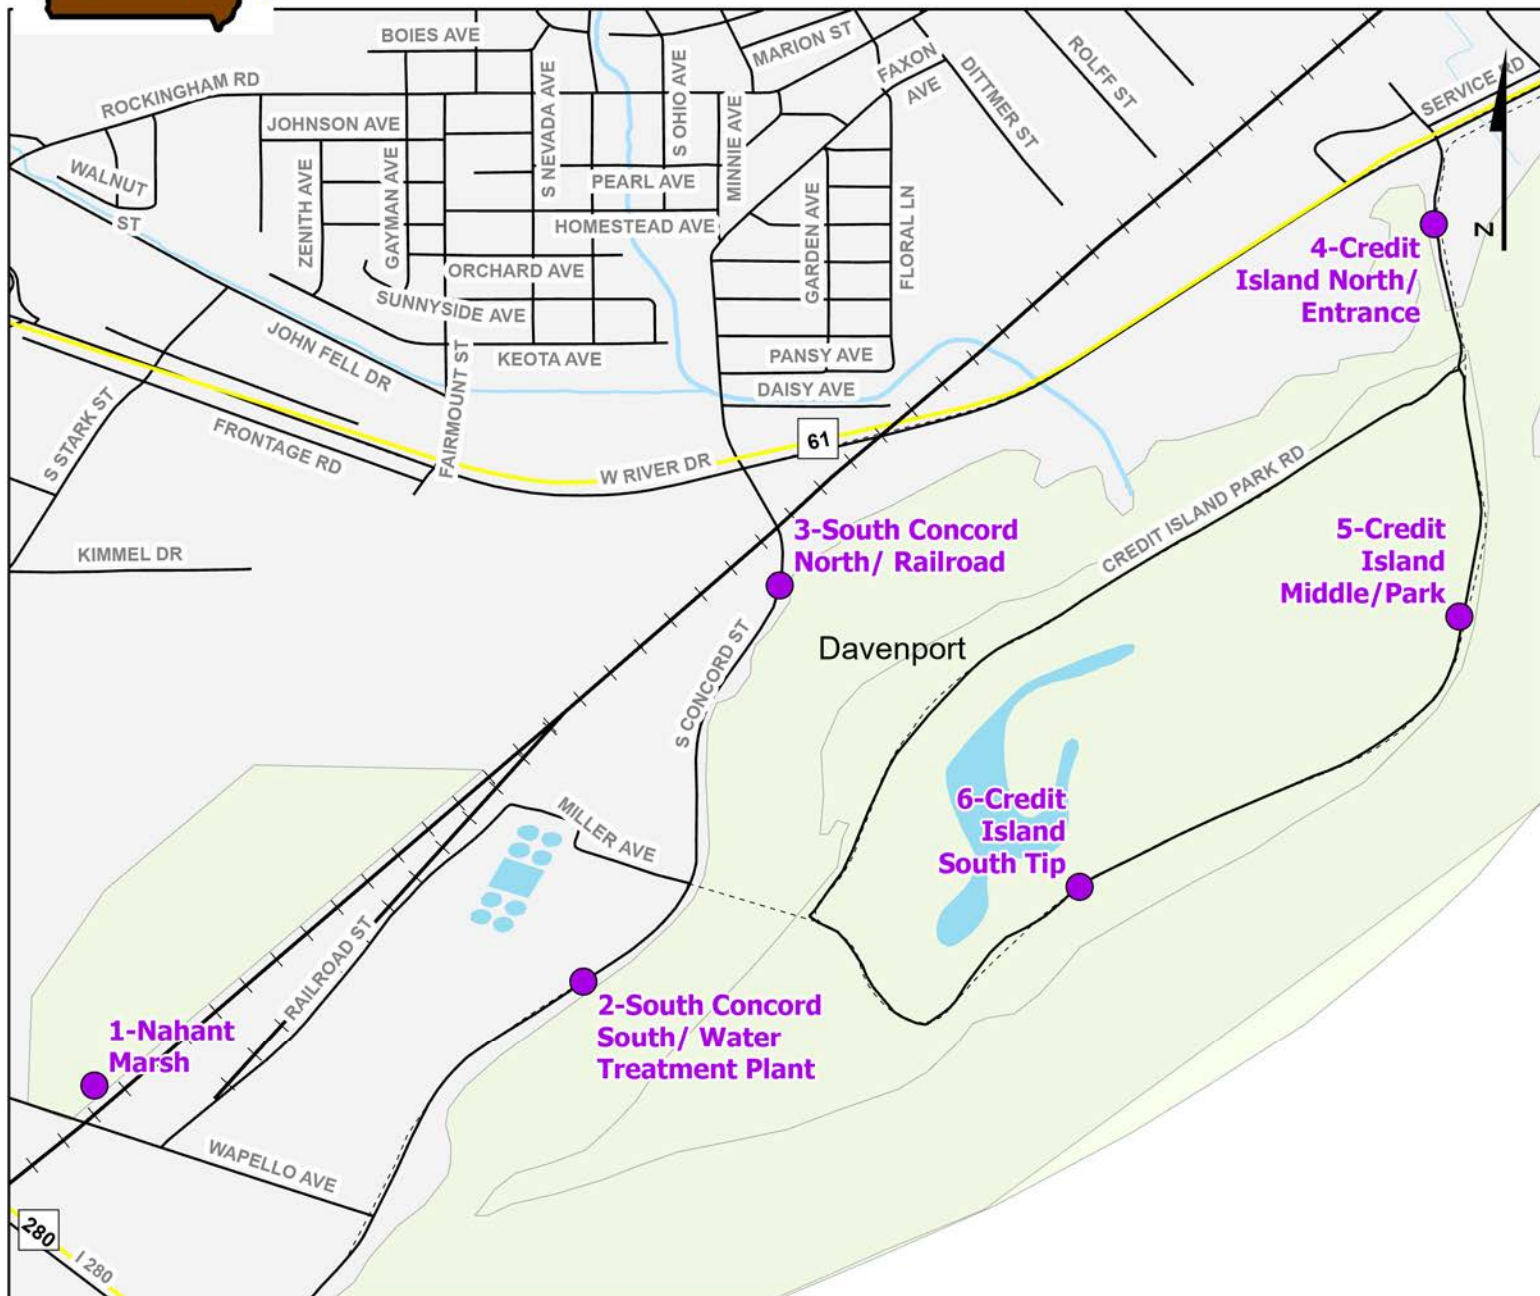 BOIES AVE
MARION ST
FAXON
AVE
ROLFF ST
DITTMER ST
SERVICE RD
ROCKINGHAM RD
S NEVADA AVE
S OHIO AVE
MINNIE AVE
JOHNSON AVE
WALNUT
ST
ZENITH AVE
GAYMAN AVE
PEARL AVE
HOMESTEAD AVE
GARDEN AVE
FLORAL LN
N
4-Credit
Island North/
Entrance
ORCHARD AVE
SUNNYSIDE AVE
JOHN FELL DR
KEOTA AVE
PANSY AVE
DAISY AVE
S STARK ST
FRONTAGE RD
FAIRMOUNT ST
61
W RIVER DR
CREDIT ISLAND PARK RD
KIMMEL DR
3-South Concord
North/ Railroad
5-Credit
Island
Middle/Park
Davenport
S CONCORD ST
MILLER AVE
6-Credit
Island
South Tip
RAILROAD ST
2-South Concord
South/ Water
Treatment Plant
1-Nahant
Marsh
WAPELLO AVE
280
I 280